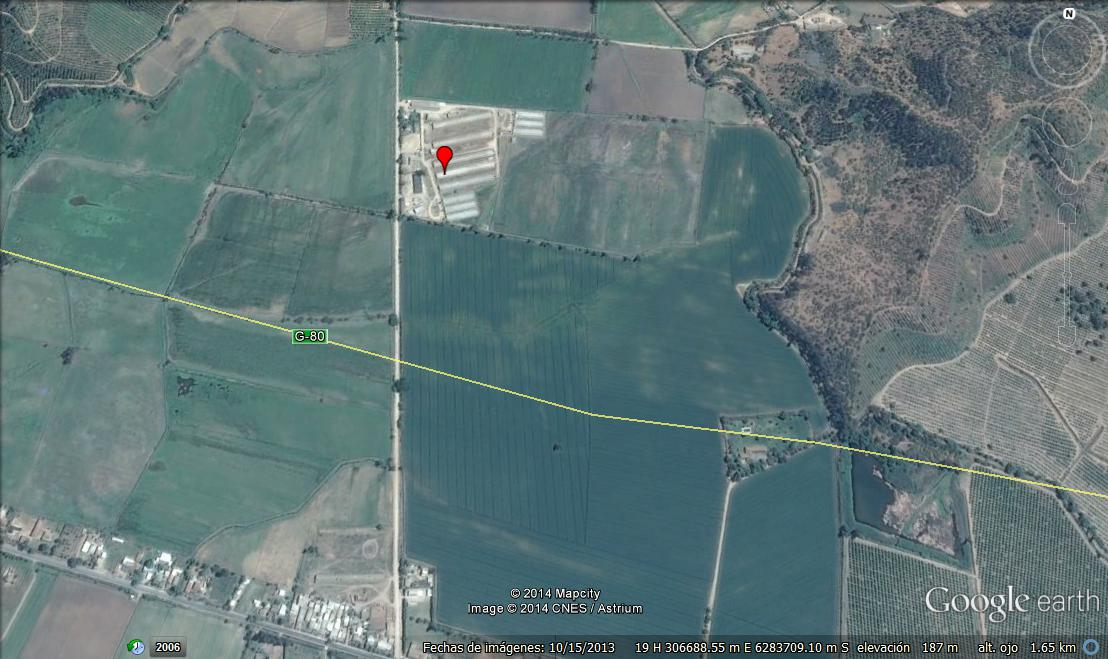 N
G-80
© 2014 Mapcity
Image © 2014 CNES / Astrium
Google earth
2006
Fechas de imágenes: 10/15/2013 19 H 306688.55 m E 6283709.10 m S elevación 187 m alt. ojo 1.65 km